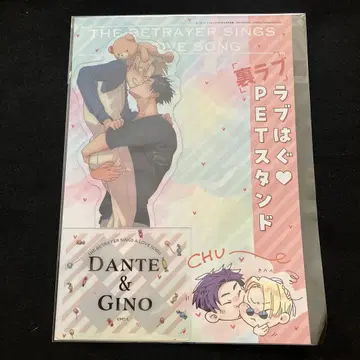 THE BETRAYER SINGS
A LOVE SONG
「裏ラブ」
ラブはぐ♥
PETスタンド
DANTE
&
GINO
CHU